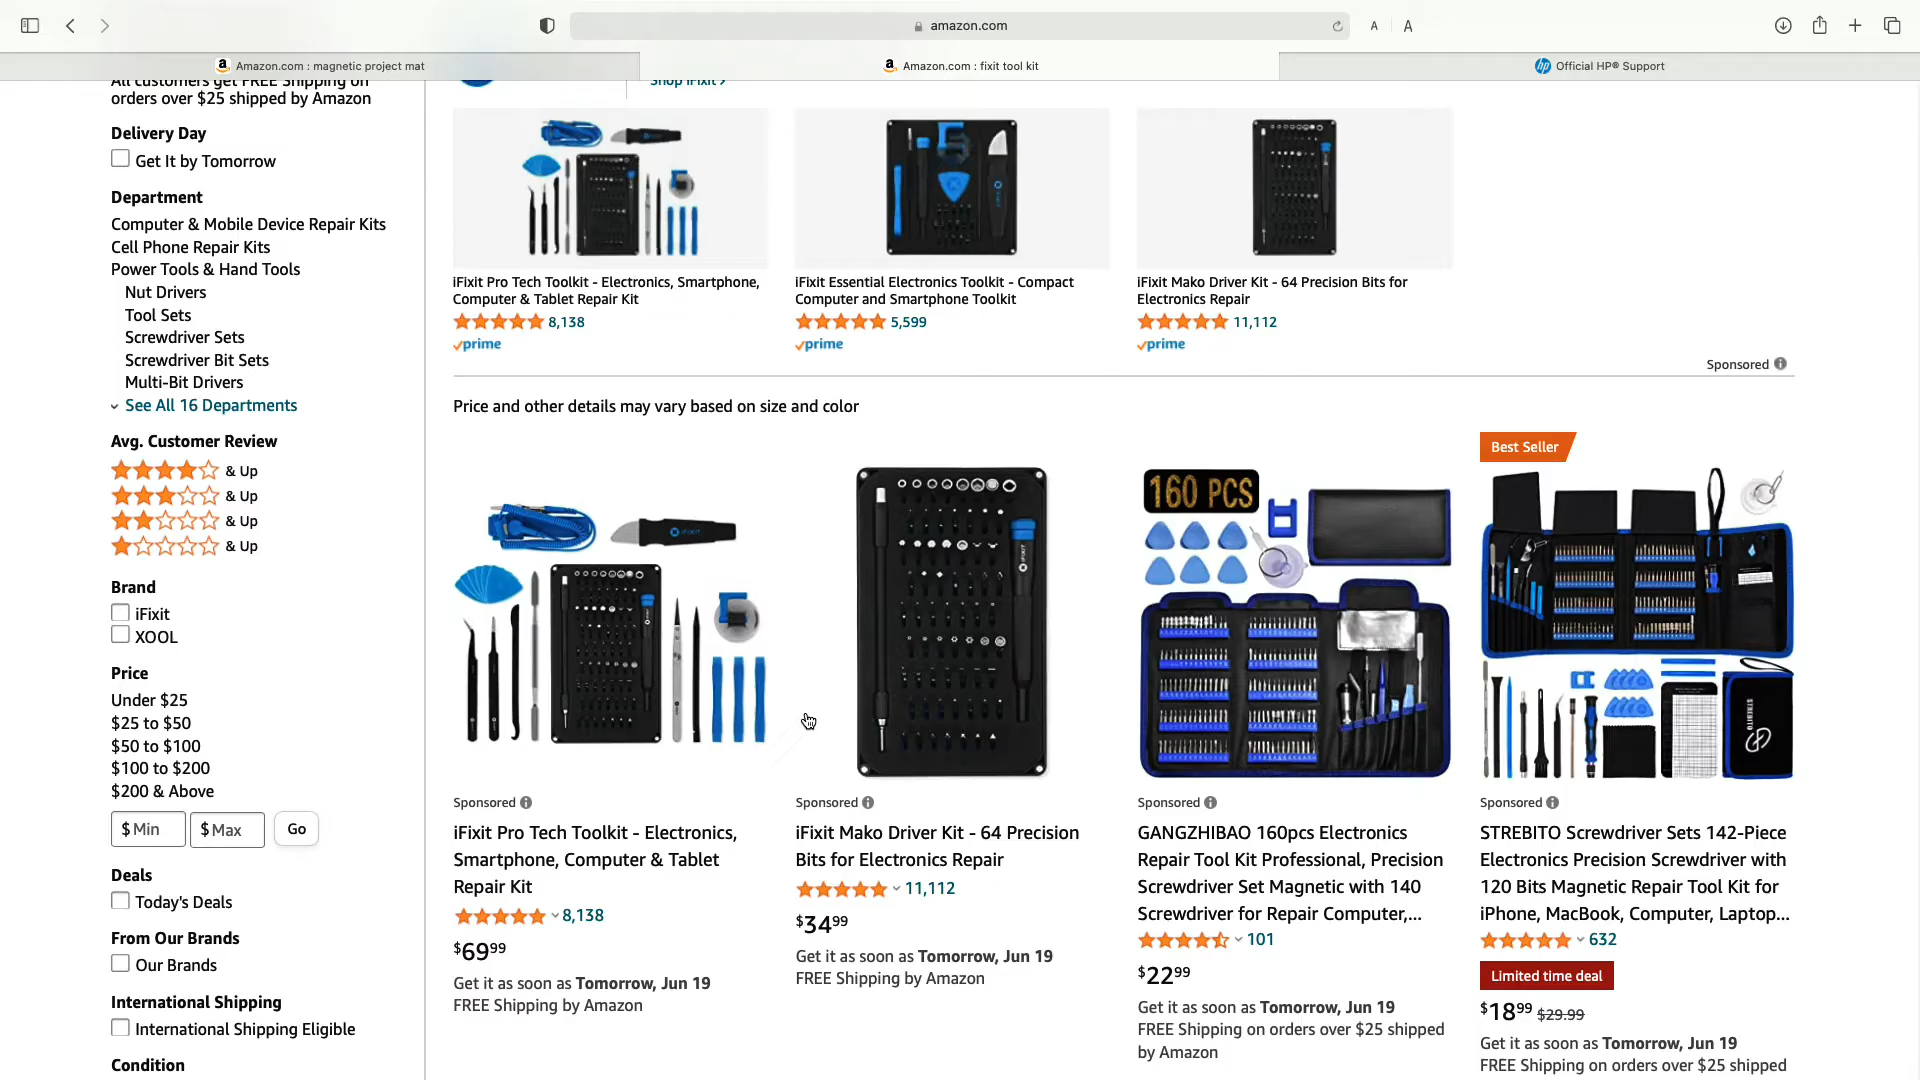 amazon.com
A A
Amazon.com : magnetic project mat
Amazon.com : fixit tool kit
Official HP® Support
All customers get FREE Shipping on
orders over $25 shipped by Amazon
Delivery Day
Get It by Tomorrow
Department
Computer & Mobile Device Repair Kits
Cell Phone Repair Kits
Power Tools & Hand Tools
Nut Drivers
Tool Sets
Screwdriver Sets
Screwdriver Bit Sets
Multi-Bit Drivers
See All 16 Departments
Avg. Customer Review
& Up
& Up
& Up
& Up
Brand
iFixit
XOOL
Price
Under $25
$25 to $50
$50 to $100
$100 to $200
$200 & Above
$ Min $ Max Go
Deals
Today's Deals
From Our Brands
Our Brands
International Shipping
International Shipping Eligible
Condition
Shop iFixit ›
iFixit Pro Tech Toolkit - Electronics, Smartphone,
Computer & Tablet Repair Kit
8,138
prime
iFixit Essential Electronics Toolkit - Compact
Computer and Smartphone Toolkit
5,599
prime
iFixit Mako Driver Kit - 64 Precision Bits for
Electronics Repair
11,112
prime
Sponsored
Price and other details may vary based on size and color
Sponsored
iFixit Pro Tech Toolkit - Electronics,
Smartphone, Computer & Tablet
Repair Kit
8,138
$6999
Get it as soon as Tomorrow, Jun 19
FREE Shipping by Amazon
Sponsored
iFixit Mako Driver Kit - 64 Precision
Bits for Electronics Repair
11,112
$3499
Get it as soon as Tomorrow, Jun 19
FREE Shipping by Amazon
160 PCS
Sponsored
GANGZHIBAO 160pcs Electronics
Repair Tool Kit Professional, Precision
Screwdriver Set Magnetic with 140
Screwdriver for Repair Computer,...
101
$2299
Get it as soon as Tomorrow, Jun 19
FREE Shipping on orders over $25 shipped
by Amazon
Best Seller
STREBITO
Sponsored
STREBITO Screwdriver Sets 142-Piece
Electronics Precision Screwdriver with
120 Bits Magnetic Repair Tool Kit for
iPhone, MacBook, Computer, Laptop...
632
Limited time deal
$1899 $29.99
Get it as soon as Tomorrow, Jun 19
FREE Shipping on orders over $25 shipped